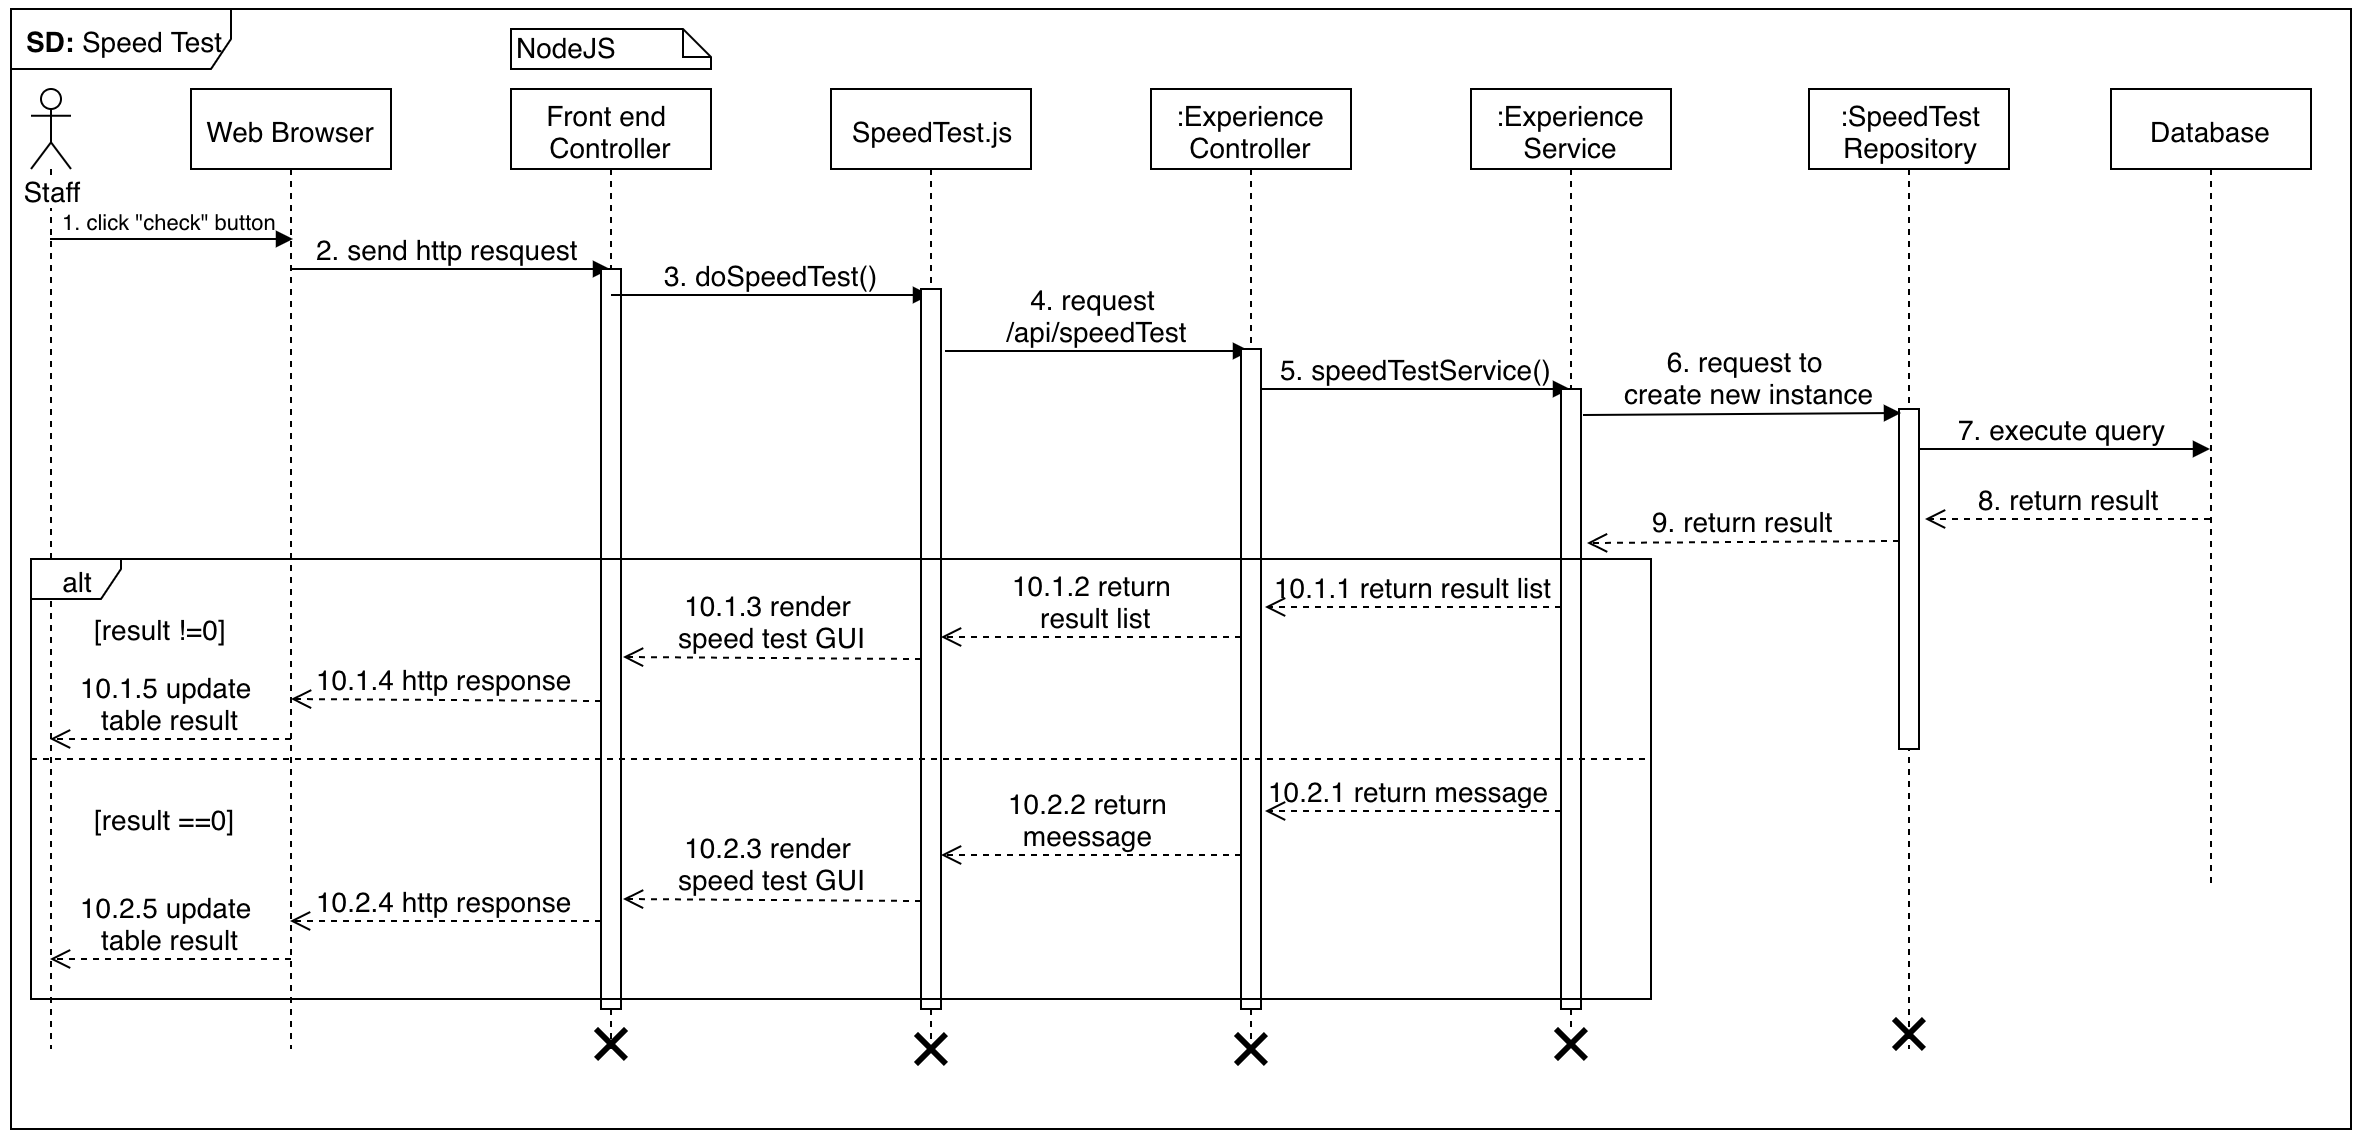 SD: Speed Test
NodeJS
Staff
Web Browser
Front end
Controller
SpeedTest.js
:Experience
Controller
:Experience
Service
:SpeedTest
Repository
Database
1. click "check" button
2. send http resquest
3. doSpeedTest()
4. request
/api/speedTest
5. speedTestService()
6. request to
create new instance
7. execute query
8. return result
9. return result
alt
[result !=0]
10.1.1 return result list
10.1.2 return
result list
10.1.3 render
speed test GUI
10.1.4 http response
10.1.5 update
table result
[result ==0]
10.2.1 return message
10.2.2 return
meessage
10.2.3 render
speed test GUI
10.2.4 http response
10.2.5 update
table result